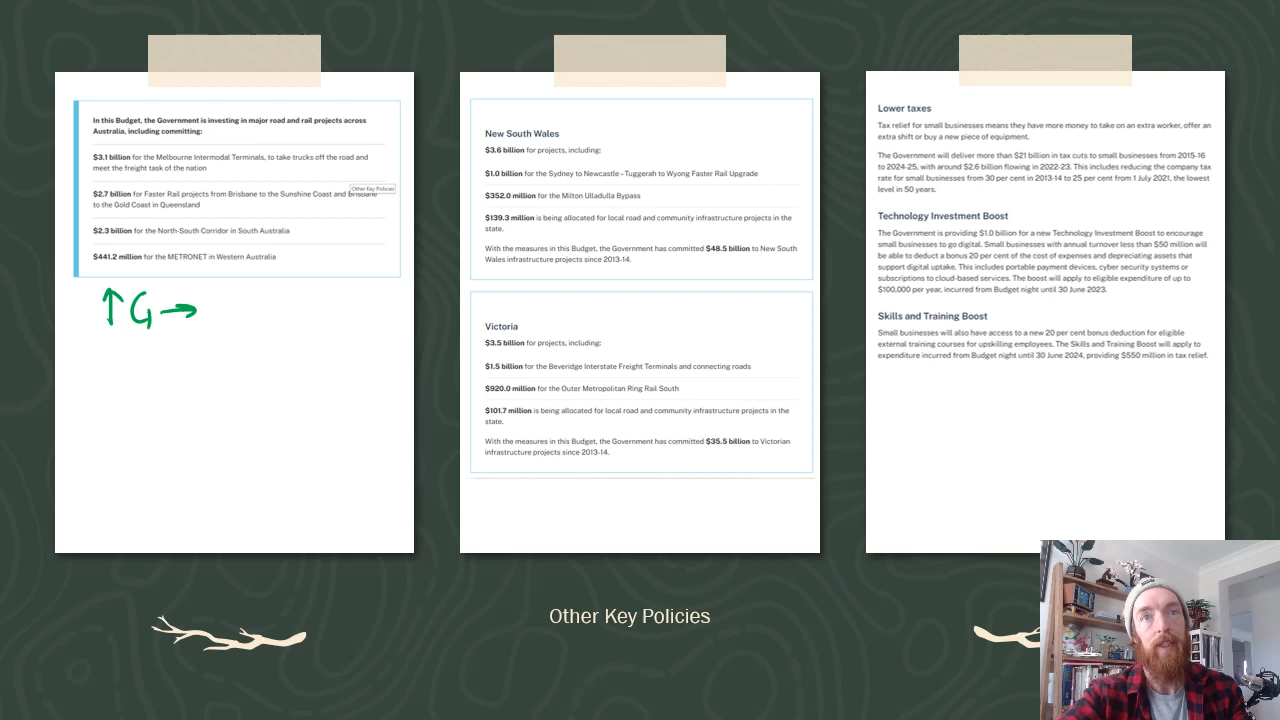 In this Budget, the Government is investing in major road and rail projects across
Australia, including committing:
$3.1 billion for the Melbourne Intermodal Terminals, to take trucks off the road and
meet the freight task of the nation
$2.7 billion for Faster Rail projects from Brisbane to the Sunshine Coast and Brisbane
to the Gold Coast in Queensland
Other Key Policies
$2.3 billion for the North-South Corridor in South Australia
$441.2 million for the METRONET in Western Australia
↑ G →
New South Wales
$3.6 billion for projects, including:
$1.0 billion for the Sydney to Newcastle – Tuggerah to Wyong Faster Rail Upgrade
$352.0 million for the Milton Ulladulla Bypass
$139.3 million is being allocated for local road and community infrastructure projects in the
state.
With the measures in this Budget, the Government has committed $48.5 billion to New South
Wales infrastructure projects since 2013-14.
Victoria
$3.5 billion for projects, including:
$1.5 billion for the Beveridge Interstate Freight Terminals and connecting roads
$920.0 million for the Outer Metropolitan Ring Rail South
$101.7 million is being allocated for local road and community infrastructure projects in the
state.
With the measures in this Budget, the Government has committed $35.5 billion to Victorian
infrastructure projects since 2013-14.
Lower taxes
Tax relief for small businesses means they have more money to take on an extra worker, offer an
extra shift or buy a new piece of equipment.
The Government will deliver more than $21 billion in tax cuts to small businesses from 2015-16
to 2024-25, with around $2.6 billion flowing in 2022-23. This includes reducing the company tax
rate for small businesses from 30 per cent in 2013-14 to 25 per cent from 1 July 2021, the lowest
level in 50 years.
Technology Investment Boost
The Government is providing $1.0 billion for a new Technology Investment Boost to encourage
small businesses to go digital. Small businesses with annual turnover less than $50 million will
be able to deduct a bonus 20 per cent of the cost of expenses and depreciating assets that
support digital uptake. This includes portable payment devices, cyber security systems or
subscriptions to cloud-based services. The boost will apply to eligible expenditure of up to
$100,000 per year, incurred from Budget night until 30 June 2023.
Skills and Training Boost
Small businesses will also have access to a new 20 per cent bonus deduction for eligible
external training courses for upskilling employees. The Skills and Training Boost will apply to
expenditure incurred from Budget night until 30 June 2024, providing $550 million in tax relief.
Other Key Policies